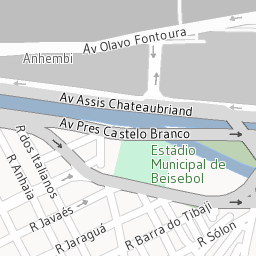 Av Olavo Fontoura
Anhembi
Av Assis Chateaubriand
Av Pres Castelo Branco
R dos Italianos
R Anhaia
Estádio
Municipal de
Beisebol
R Javaés
R Jaraguá
R Barra do Tibaji
R Sólon